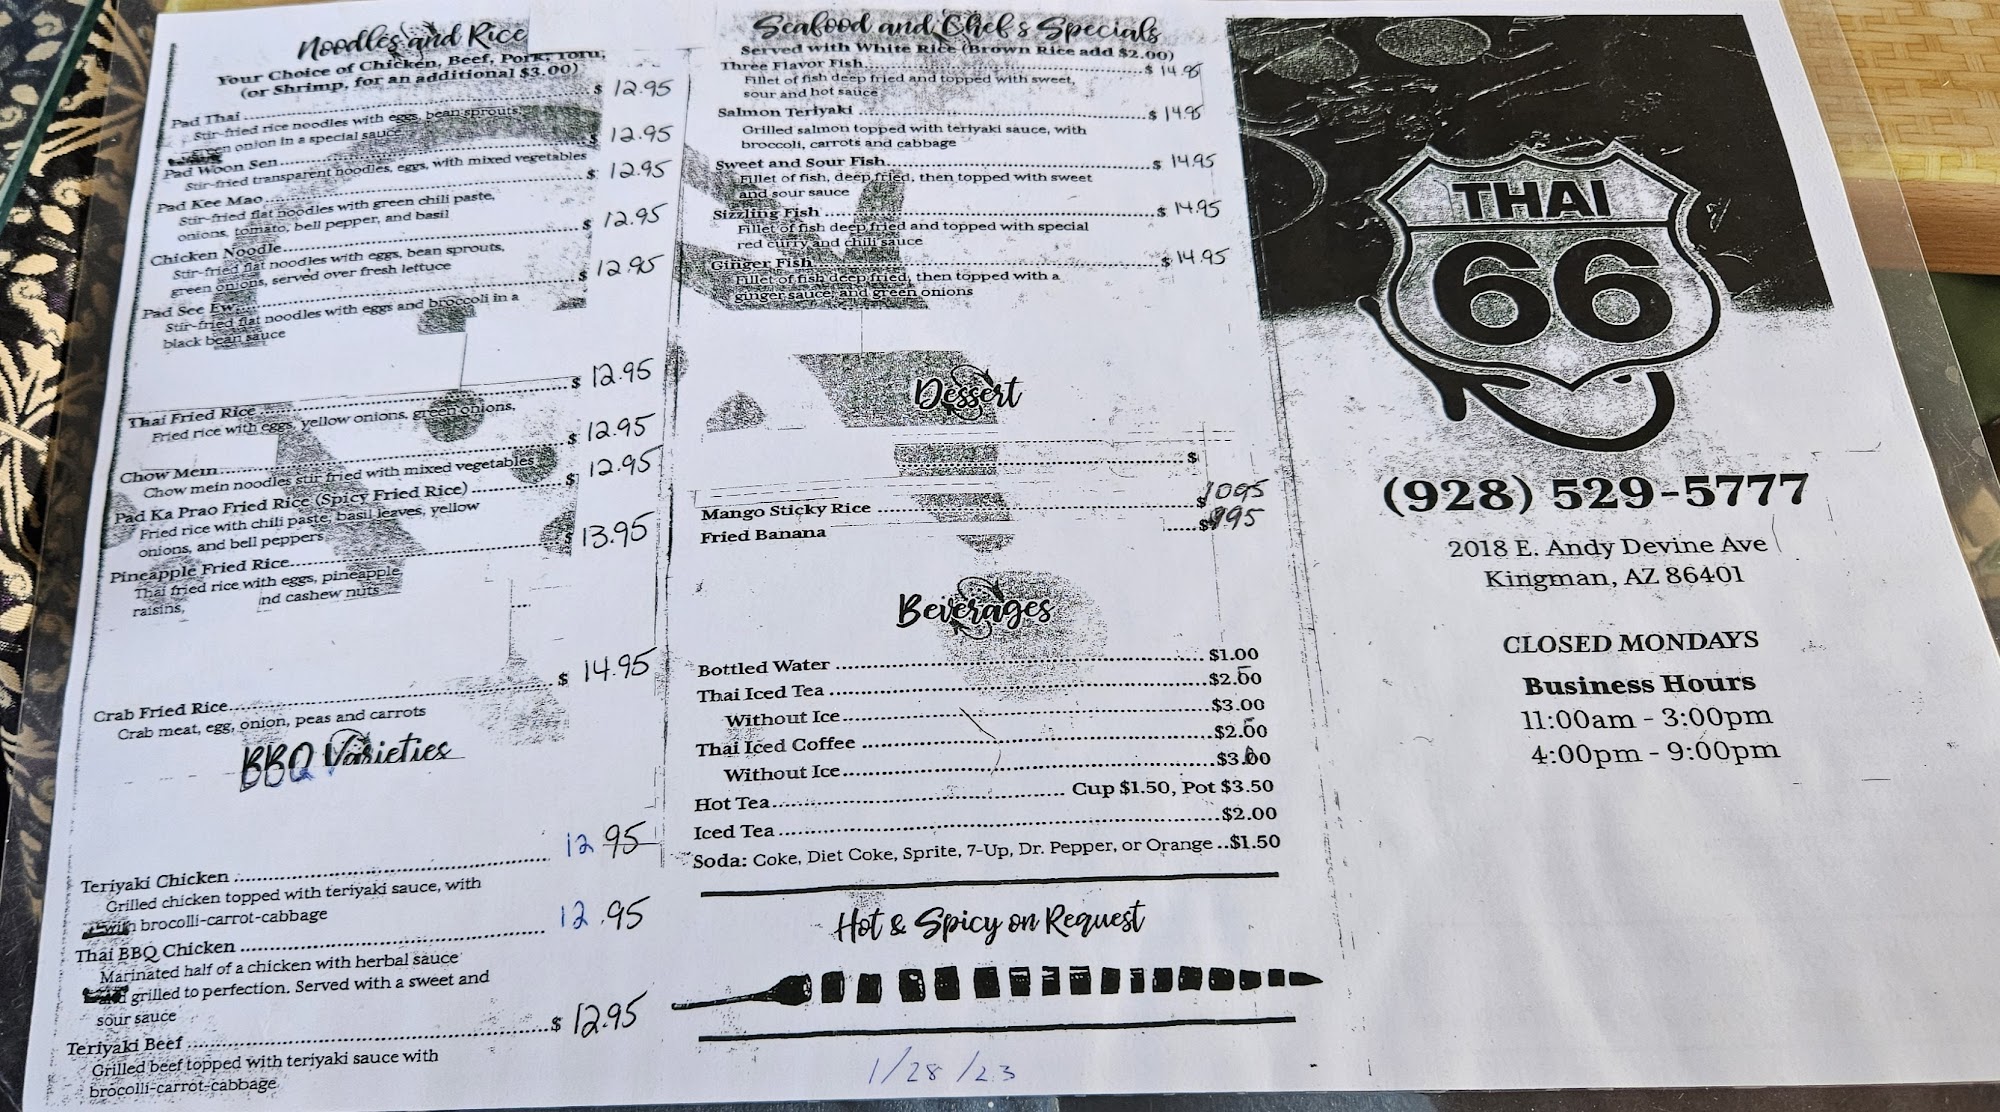 Noodles and Rice
Your Choice of Chicken, Beef, Pork, Tofu,
(or Shrimp, for an additional $3.00)
Pad Thai .......... $ 12.95
Stir-fried rice noodles with eggs, bean sprouts,
green onion in a special sauce
Pad Woon Sen .......... $ 12.95
Stir-fried transparent noodles, eggs, with mixed vegetables
Pad Kee Mao .......... $ 12.95
Stir-fried flat noodles with green chili paste,
onions, tomato, bell pepper, and basil
Chicken Noodle .......... $ 12.95
Stir-fried flat noodles with eggs, bean sprouts,
green onions, served over fresh lettuce
Pad See Ew .......... $ 12.95
Stir-fried flat noodles with eggs and broccoli in a
black bean sauce
Thai Fried Rice .......... $ 12.95
Fried rice with eggs, yellow onions, green onions,
Chow Mein .......... $ 12.95
Chow mein noodles stir fried with mixed vegetables
Pad Ka Prao Fried Rice (Spicy Fried Rice) .......... $ 12.95
Fried rice with chili paste, basil leaves, yellow
onions, and bell peppers
Pineapple Fried Rice .......... $ 13.95
Thai fried rice with eggs, pineapple
raisins, nd cashew nuts
Crab Fried Rice .......... $ 14.95
Crab meat, egg, onion, peas and carrots
BBQ Varieties
Teriyaki Chicken .......... 12.95
Grilled chicken topped with teriyaki sauce, with
with brocolli-carrot-cabbage
Thai BBQ Chicken .......... 12.95
Marinated half of a chicken with herbal sauce
and grilled to perfection. Served with a sweet and
sour sauce
Teriyaki Beef .......... $ 12.95
Grilled beef topped with teriyaki sauce with
brocolli-carrot-cabbage
Seafood and Chef's Specials
Served with White Rice (Brown Rice add $2.00)
Three Flavor Fish .......... $ 14.95
Fillet of fish deep fried and topped with sweet,
sour and hot sauce
Salmon Teriyaki .......... $ 14.95
Grilled salmon topped with teriyaki sauce, with
broccoli, carrots and cabbage
Sweet and Sour Fish .......... $ 14.95
Fillet of fish, deep fried, then topped with sweet
and sour sauce
Sizzling Fish .......... $ 14.95
Fillet of fish deep fried and topped with special
red curry and chili sauce
Ginger Fish .......... $ 14.95
Fillet of fish deep fried, then topped with a
ginger sauce and green onions
Dessert
.......... $
Mango Sticky Rice .......... $ 1095
Fried Banana .......... $ 995
Beverages
Bottled Water .......... $1.00
Thai Iced Tea .......... $2.50
Without Ice .......... $3.00
Thai Iced Coffee .......... $2.50
Without Ice .......... $3.00
Hot Tea .......... Cup $1.50, Pot $3.50
Iced Tea .......... $2.00
Soda: Coke, Diet Coke, Sprite, 7-Up, Dr. Pepper, or Orange ..$1.50
Hot & Spicy on Request
1/28/23
THAI
66
(928) 529-5777
2018 E. Andy Devine Ave
Kingman, AZ 86401
CLOSED MONDAYS
Business Hours
11:00am - 3:00pm
4:00pm - 9:00pm